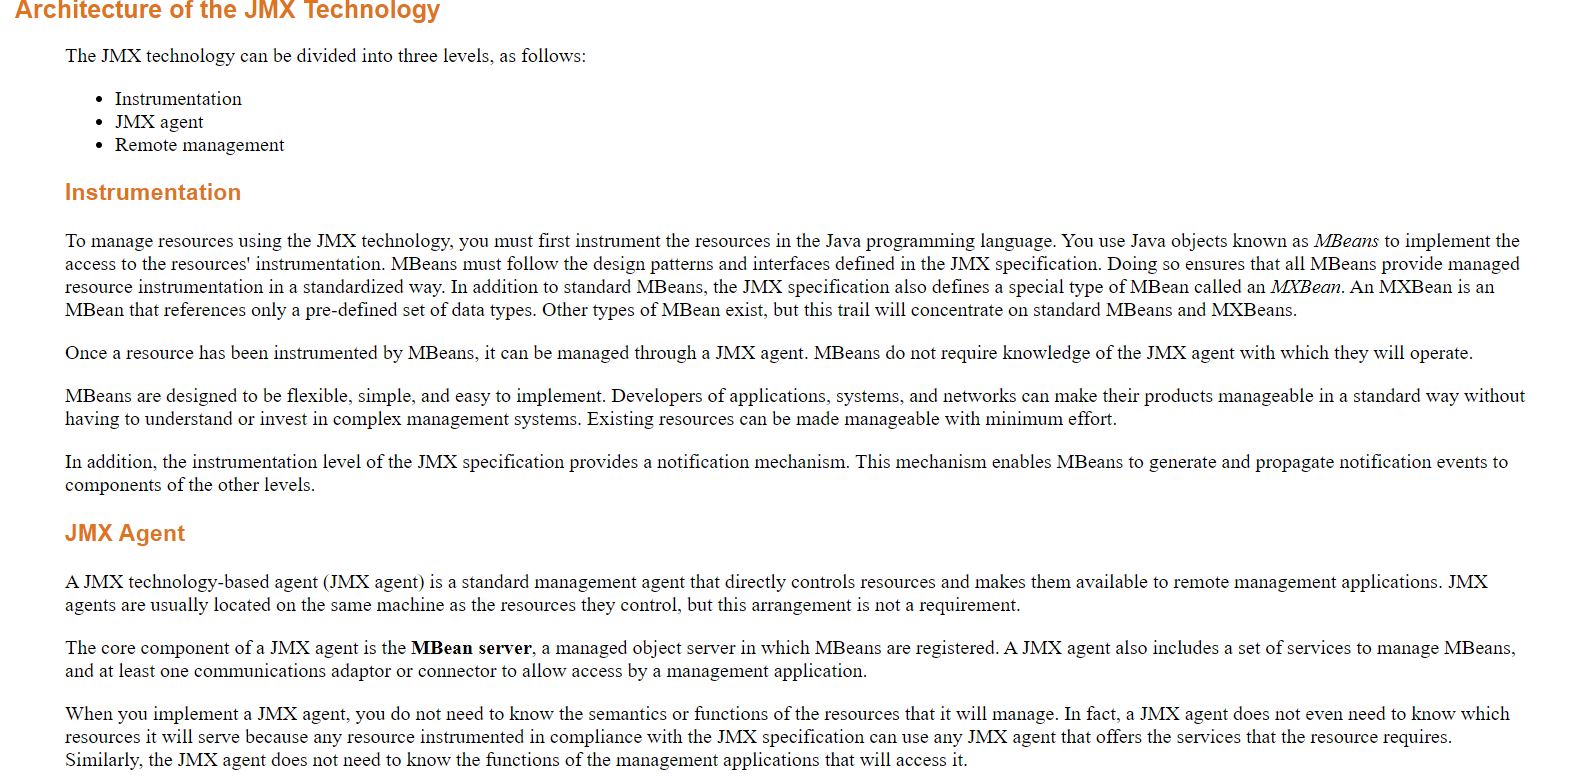 Architecture of the JMX Technology
The JMX technology can be divided into three levels, as follows:
• Instrumentation
• JMX agent
• Remote management
Instrumentation
To manage resources using the JMX technology, you must first instrument the resources in the Java programming language. You use Java objects known as MBeans to implement the
access to the resources' instrumentation. MBeans must follow the design patterns and interfaces defined in the JMX specification. Doing so ensures that all MBeans provide managed
resource instrumentation in a standardized way. In addition to standard MBeans, the JMX specification also defines a special type of MBean called an MXBean. An MXBean is an
MBean that references only a pre-defined set of data types. Other types of MBean exist, but this trail will concentrate on standard MBeans and MXBeans.
Once a resource has been instrumented by MBeans, it can be managed through a JMX agent. MBeans do not require knowledge of the JMX agent with which they will operate.
MBeans are designed to be flexible, simple, and easy to implement. Developers of applications, systems, and networks can make their products manageable in a standard way without
having to understand or invest in complex management systems. Existing resources can be made manageable with minimum effort.
In addition, the instrumentation level of the JMX specification provides a notification mechanism. This mechanism enables MBeans to generate and propagate notification events to
components of the other levels.
JMX Agent
A JMX technology-based agent (JMX agent) is a standard management agent that directly controls resources and makes them available to remote management applications. JMX
agents are usually located on the same machine as the resources they control, but this arrangement is not a requirement.
The core component of a JMX agent is the MBean server, a managed object server in which MBeans are registered. A JMX agent also includes a set of services to manage MBeans,
and at least one communications adaptor or connector to allow access by a management application.
When you implement a JMX agent, you do not need to know the semantics or functions of the resources that it will manage. In fact, a JMX agent does not even need to know which
resources it will serve because any resource instrumented in compliance with the JMX specification can use any JMX agent that offers the services that the resource requires.
Similarly, the JMX agent does not need to know the functions of the management applications that will access it.